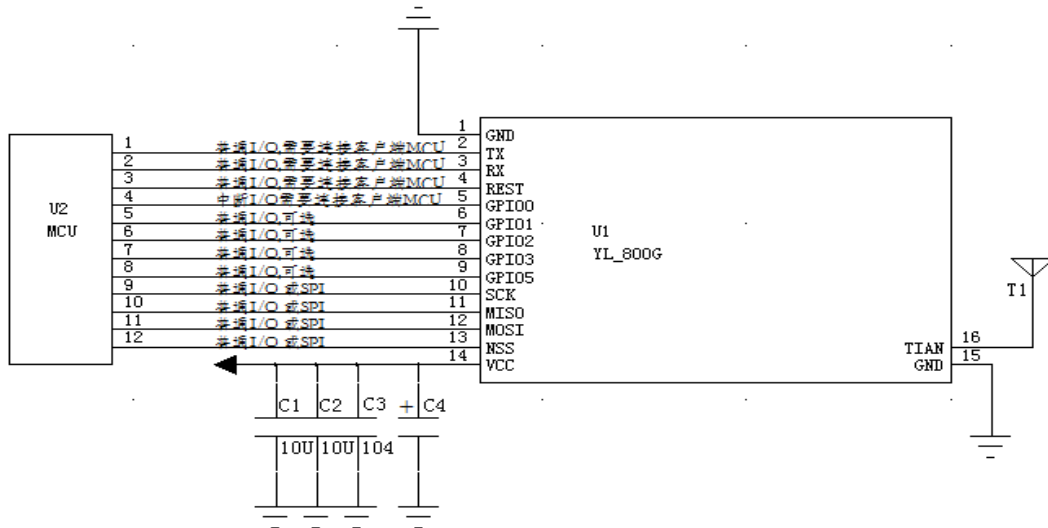 1 GND
1 普通I/O,需要连接客户端MCU 2 TX
2 普通I/O,需要连接客户端MCU 3 RX
3 普通I/O,需要连接客户端MCU 4 REST
4 中断I/O需要连接客户端MCU 5 GPIO0
5 普通I/O,可选 6 GPIO1
6 普通I/O,可选 7 GPIO2
7 普通I/O,可选 8 GPIO3
8 普通I/O,可选 9 GPIO5
9 普通I/O 或SPI 10 SCK
10 普通I/O 或SPI 11 MISO
11 普通I/O 或SPI 12 MOSI
12 普通I/O 或SPI 13 NSS
14 VCC
U2
MCU
U1
YL_800G
T1
16 TIAN
15 GND
C1 C2 C3 + C4
10U 10U 104